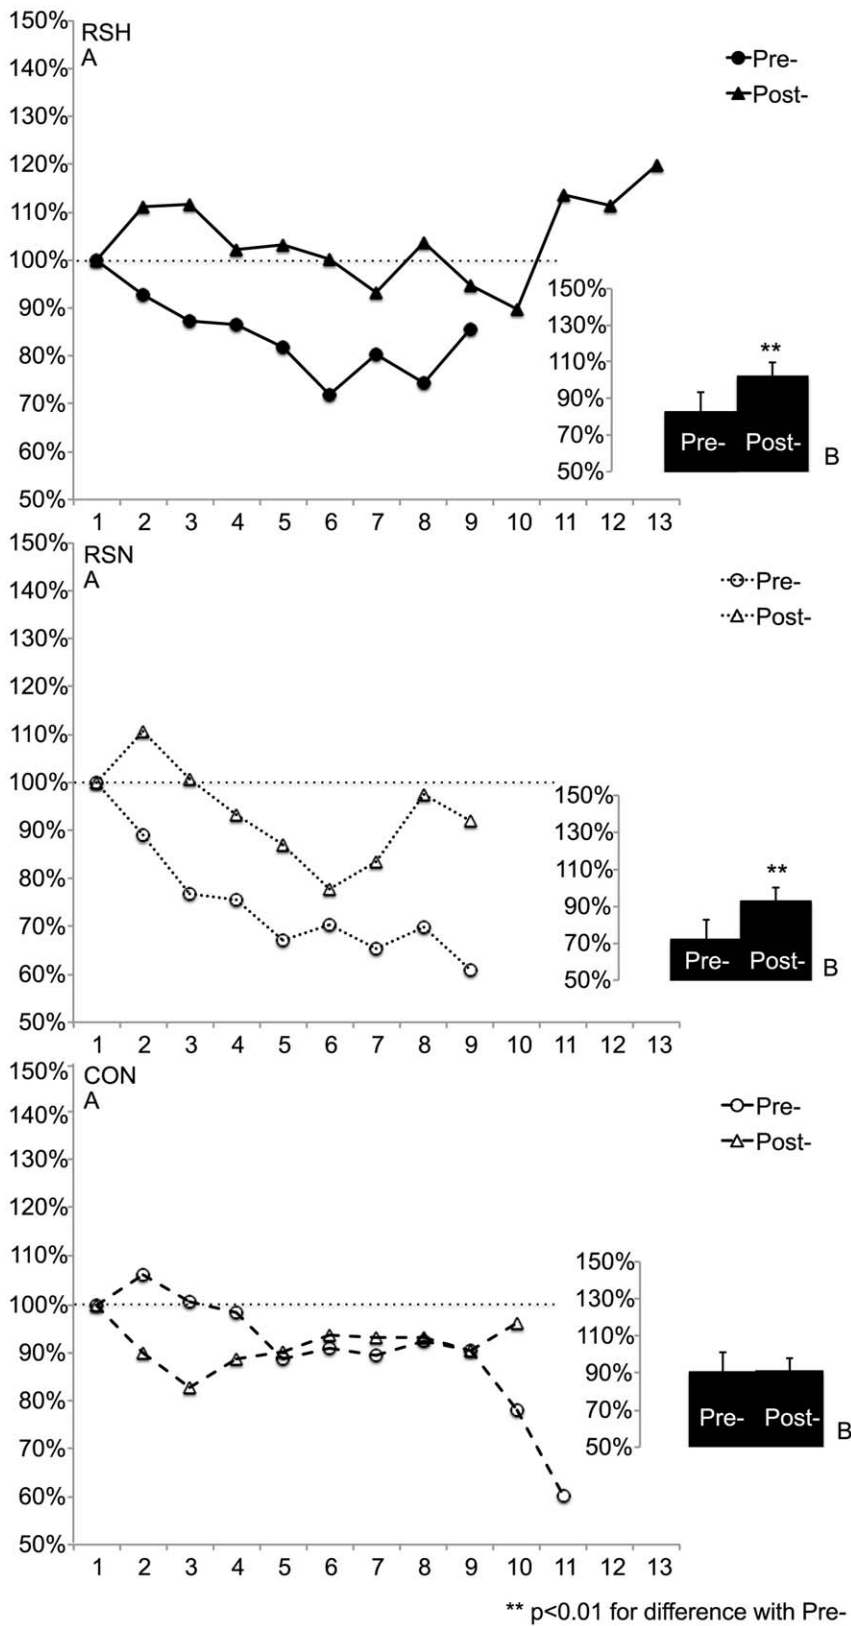 150%
RSH
A
140%
130%
120%
110%
100%
90%
80%
70%
60%
50%
Pre-
Post-
1 2 3 4 5 6 7 8 9 10 11 12 13
150%
130%
110%
90%
70%
50%
**
Pre- Post-
B
150%
RSN
A
140%
130%
120%
110%
100%
90%
80%
70%
60%
50%
Pre-
Post-
1 2 3 4 5 6 7 8 9 10 11 12 13
150%
130%
110%
90%
70%
50%
**
Pre- Post-
B
150%
CON
A
140%
130%
120%
110%
100%
90%
80%
70%
60%
50%
Pre-
Post-
1 2 3 4 5 6 7 8 9 10 11 12 13
150%
130%
110%
90%
70%
50%
Pre- Post-
B
** p<0.01 for difference with Pre-